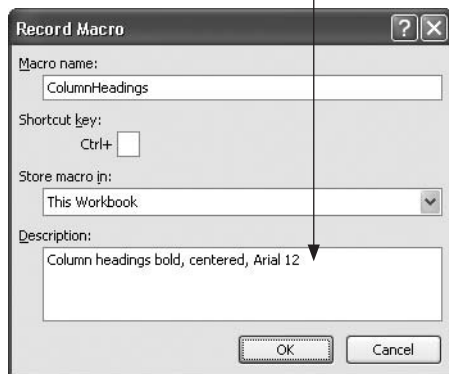 Record Macro
Macro name:
ColumnHeadings
Shortcut key:
Ctrl+
Store macro in:
This Workbook
Description:
Column headings bold, centered, Arial 12
OK Cancel